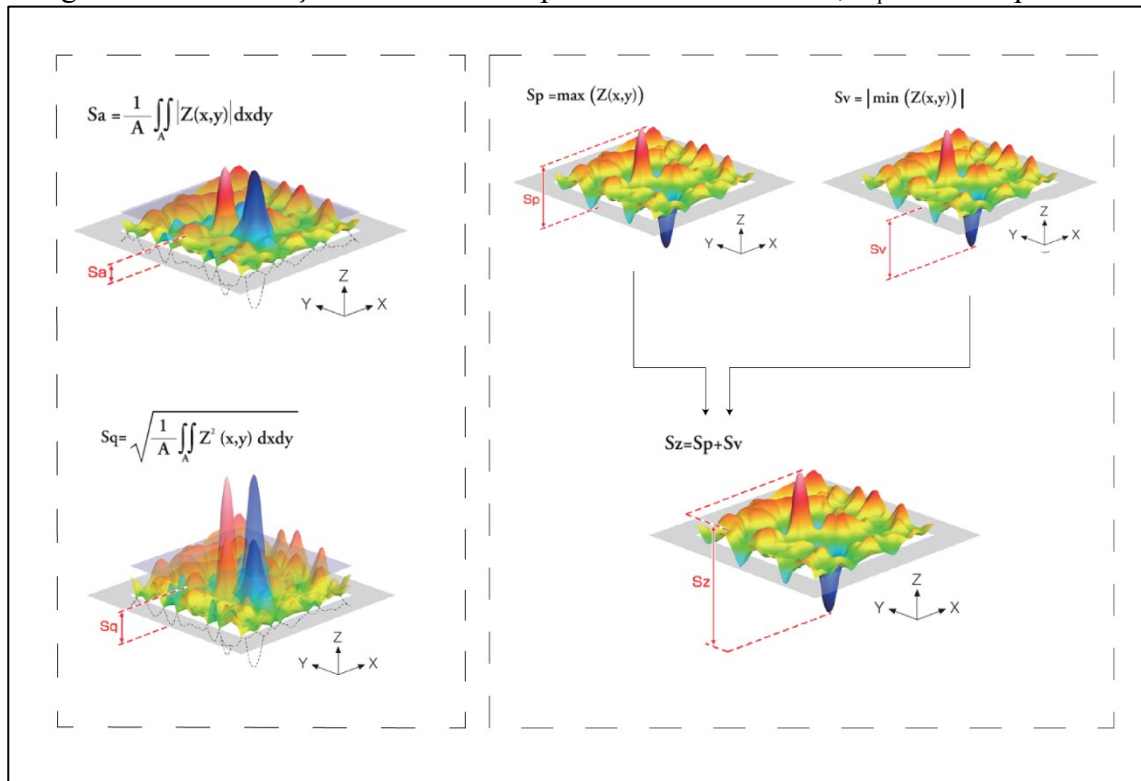 Sa = 1/A ∬_A |Z(x,y)| dxdy
Sa
Z
Y X
Sq= √(1/A ∬_A Z² (x,y) dxdy)
Sq
Z
Y X
Sp =max (Z(x,y))
Sp
Z
Y X
Sv = |min (Z(x,y)|
Sv
Z
Y X
Sz=Sp+Sv
Sz
Z
Y X